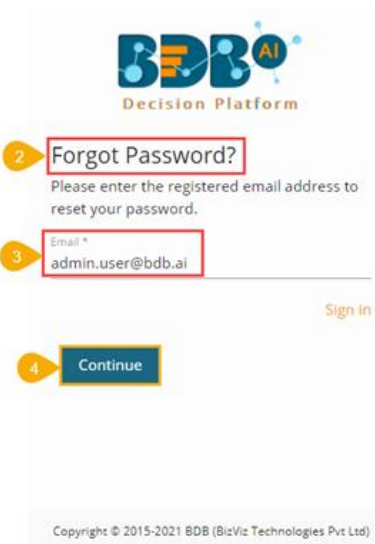 BDB AI
Decision Platform
2 Forgot Password?
Please enter the registered email address to
reset your password.
Email *
3 admin.user@bdb.ai
Sign in
4 Continue
Copyright © 2015-2021 BDB (BizViz Technologies Pvt Ltd)